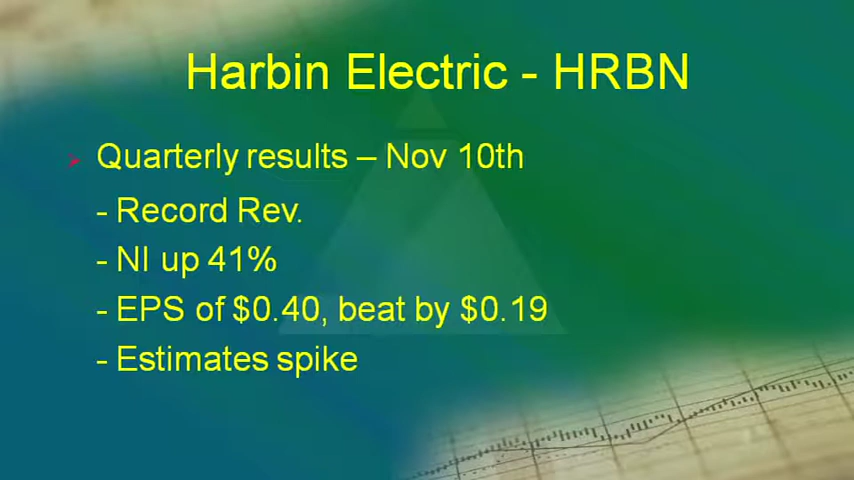 Harbin Electric - HRBN
Quarterly results – Nov 10th
- Record Rev.
- NI up 41%
- EPS of $0.40, beat by $0.19
- Estimates spike